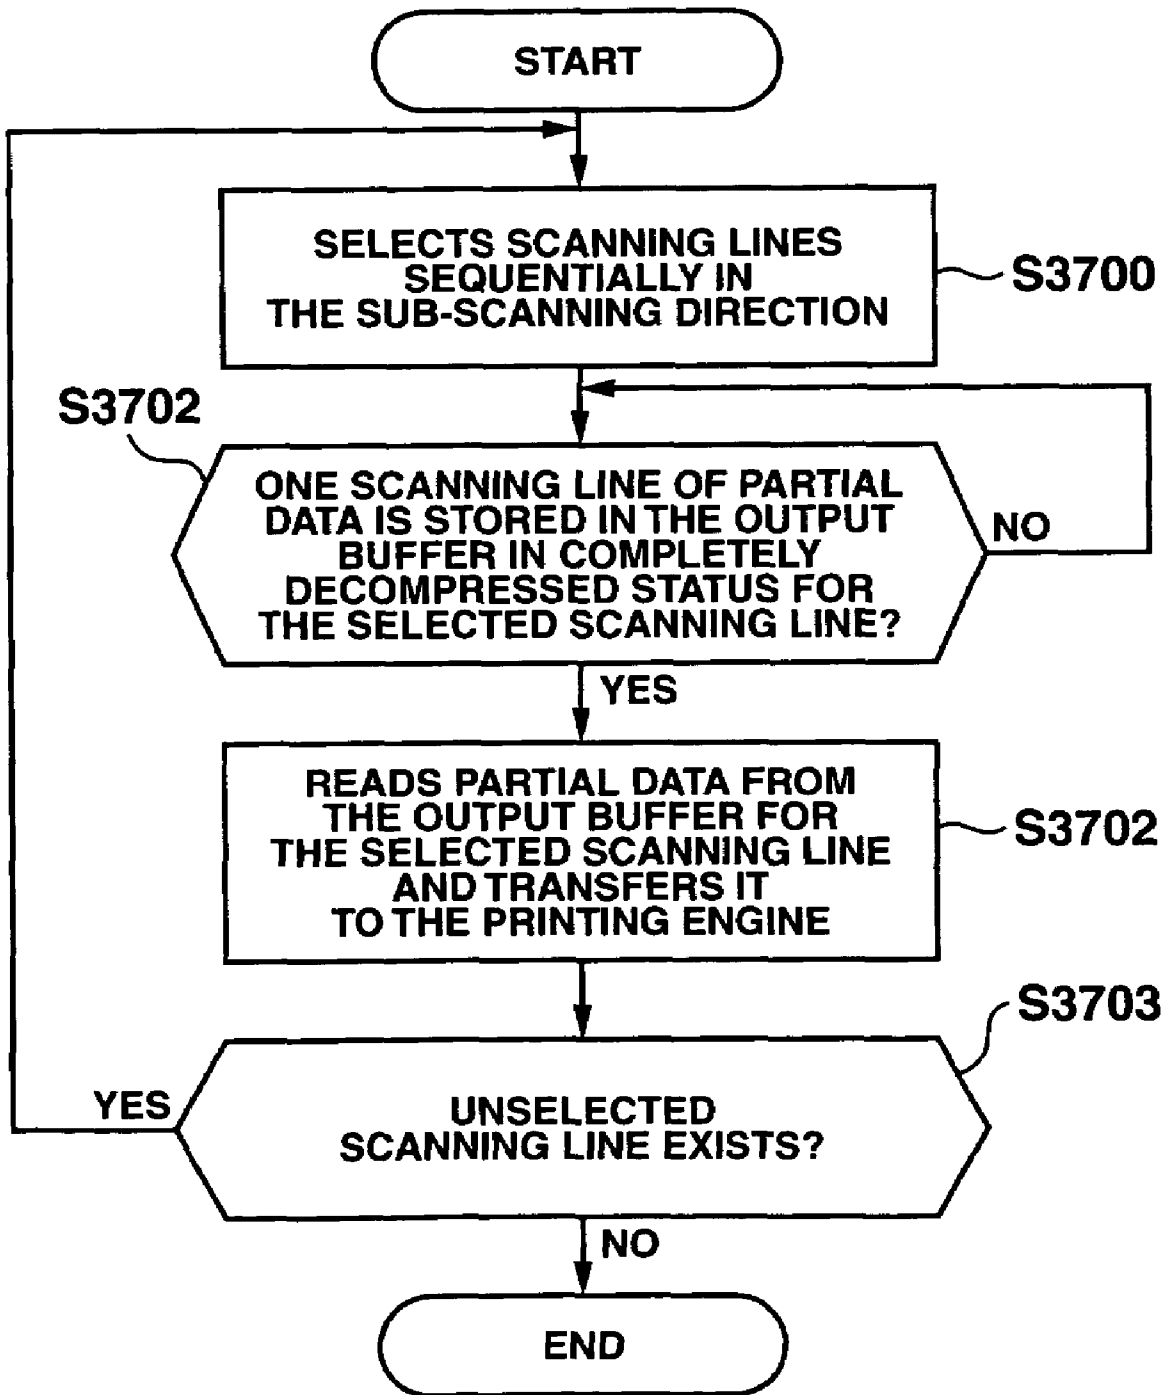 START
SELECTS SCANNING LINES
SEQUENTIALLY IN
THE SUB-SCANNING DIRECTION
S3700
S3702
ONE SCANNING LINE OF PARTIAL
DATA IS STORED IN THE OUTPUT
BUFFER IN COMPLETELY
DECOMPRESSED STATUS FOR
THE SELECTED SCANNING LINE?
NO
YES
READS PARTIAL DATA FROM
THE OUTPUT BUFFER FOR
THE SELECTED SCANNING LINE
AND TRANSFERS IT
TO THE PRINTING ENGINE
S3702
S3703
YES
UNSELECTED
SCANNING LINE EXISTS?
NO
END